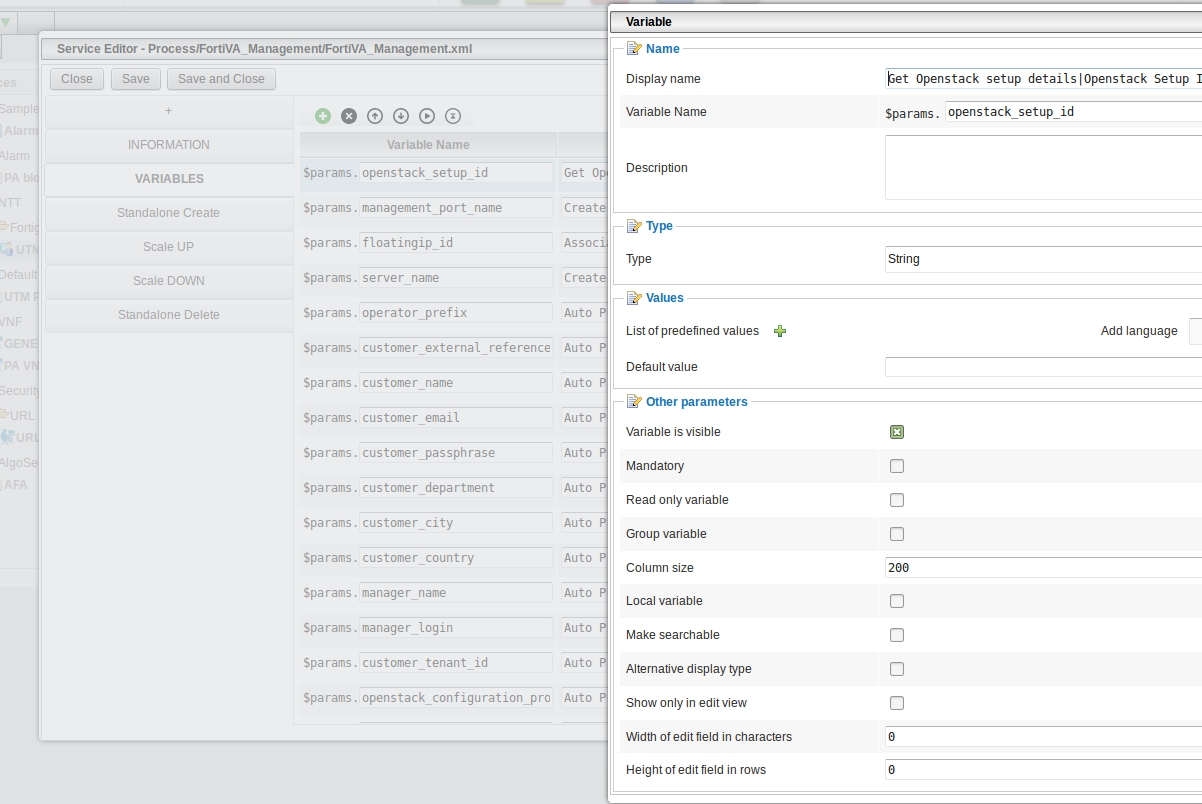 Variable
Service Editor - Process/FortiVA_Management/FortiVA_Management.xml
Close Save Save and Close
+
INFORMATION
VARIABLES
Standalone Create
Scale UP
Scale DOWN
Standalone Delete
Variable Name
$params. openstack_setup_id Get Op
$params. management_port_name Create
$params. floatingip_id Associ
$params. server_name Create
$params. operator_prefix Auto P
$params. customer_external_reference Auto P
$params. customer_name Auto P
$params. customer_email Auto P
$params. customer_passphrase Auto P
$params. customer_department Auto P
$params. customer_city Auto P
$params. customer_country Auto P
$params. manager_name Auto P
$params. manager_login Auto P
$params. customer_tenant_id Auto P
$params. openstack_configuration_pro Auto P
ces
Sample
Alarm
Alarm
PA blo
NTT
Fortig
UTM
Default
UTM P
VNF
GENE
PA VN
Security
URL
URL
AlgoSe
AFA
Name
Display name Get Openstack setup details|Openstack Setup I
Variable Name $params. openstack_setup_id
Description
Type
Type String
Values
List of predefined values Add language
Default value
Other parameters
Variable is visible
Mandatory
Read only variable
Group variable
Column size 200
Local variable
Make searchable
Alternative display type
Show only in edit view
Width of edit field in characters 0
Height of edit field in rows 0